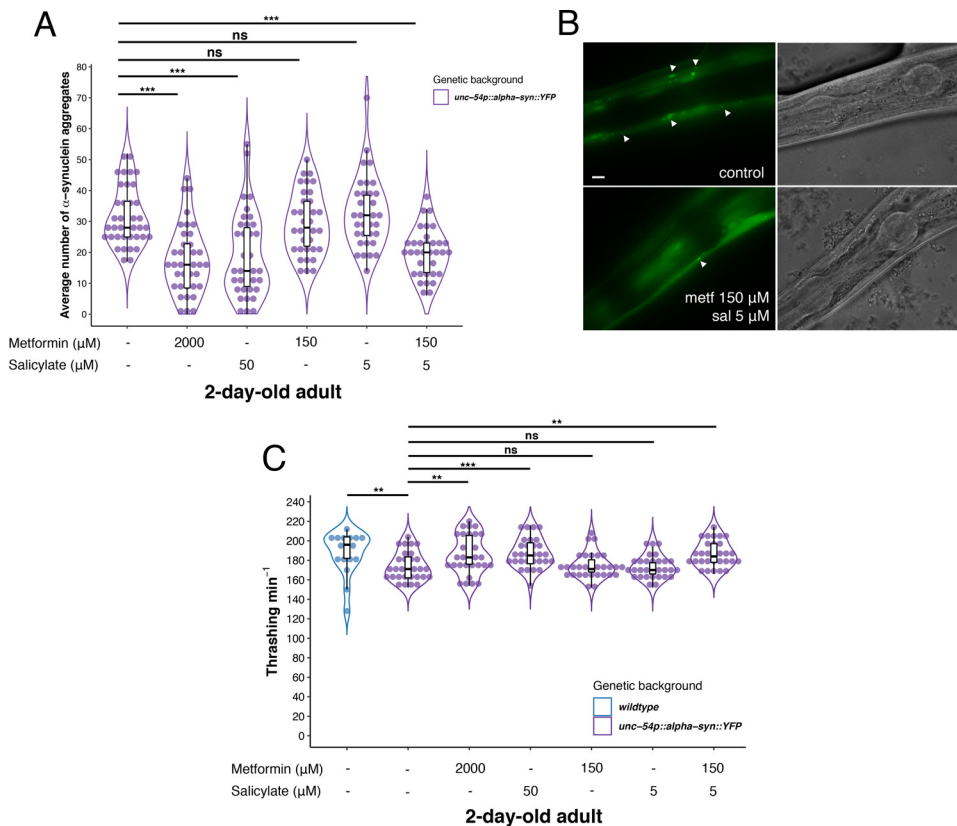 A
***
ns
ns
***
***
Genetic background
unc–54p::alpha–syn::YFP
Average number of α–synuclein aggregates
80
70
60
50
40
30
20
10
0
Metformin (μM) - 2000 - 150 - 150
Salicylate (μM) - - 50 - 5 5
2-day-old adult
B
control
metf 150 μM
sal 5 μM
C
**
ns
ns
***
**
**
Thrashing min⁻¹
240
220
200
180
160
140
120
100
80
60
40
20
0
Genetic background
wildtype
unc–54p::alpha–syn::YFP
Metformin (μM) - - 2000 - 150 - 150
Salicylate (μM) - - - 50 - 5 5
2-day-old adult